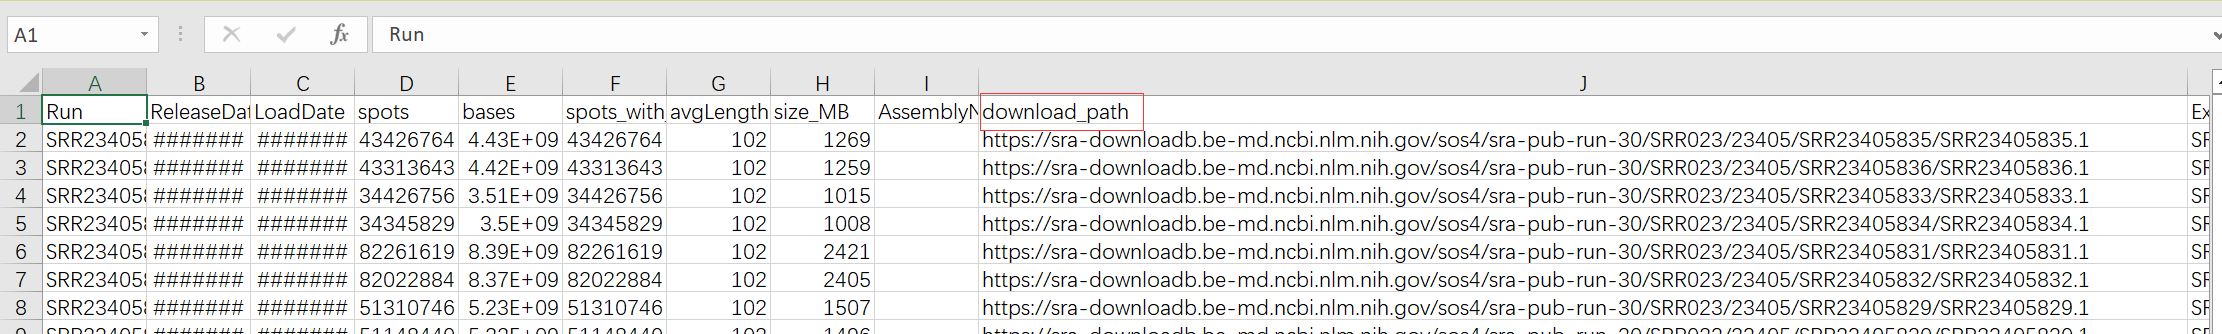 A1 fx Run
A B C D E F G H I J
1 Run ReleaseDat LoadDate spots bases spots_with_ avgLength size_MB AssemblyN download_path Ex
2 SRR234058 ####### ####### 43426764 4.43E+09 43426764 102 1269 https://sra-downloadb.be-md.ncbi.nlm.nih.gov/sos4/sra-pub-run-30/SRR023/23405/SRR23405835/SRR23405835.1 SR
3 SRR234058 ####### ####### 43313643 4.42E+09 43313643 102 1259 https://sra-downloadb.be-md.ncbi.nlm.nih.gov/sos4/sra-pub-run-30/SRR023/23405/SRR23405836/SRR23405836.1 SR
4 SRR234058 ####### ####### 34426756 3.51E+09 34426756 102 1015 https://sra-downloadb.be-md.ncbi.nlm.nih.gov/sos4/sra-pub-run-30/SRR023/23405/SRR23405833/SRR23405833.1 SR
5 SRR234058 ####### ####### 34345829 3.5E+09 34345829 102 1008 https://sra-downloadb.be-md.ncbi.nlm.nih.gov/sos4/sra-pub-run-30/SRR023/23405/SRR23405834/SRR23405834.1 SR
6 SRR234058 ####### ####### 82261619 8.39E+09 82261619 102 2421 https://sra-downloadb.be-md.ncbi.nlm.nih.gov/sos4/sra-pub-run-30/SRR023/23405/SRR23405831/SRR23405831.1 SR
7 SRR234058 ####### ####### 82022884 8.37E+09 82022884 102 2405 https://sra-downloadb.be-md.ncbi.nlm.nih.gov/sos4/sra-pub-run-30/SRR023/23405/SRR23405832/SRR23405832.1 SR
8 SRR234058 ####### ####### 51310746 5.23E+09 51310746 102 1507 https://sra-downloadb.be-md.ncbi.nlm.nih.gov/sos4/sra-pub-run-30/SRR023/23405/SRR23405829/SRR23405829.1 SR